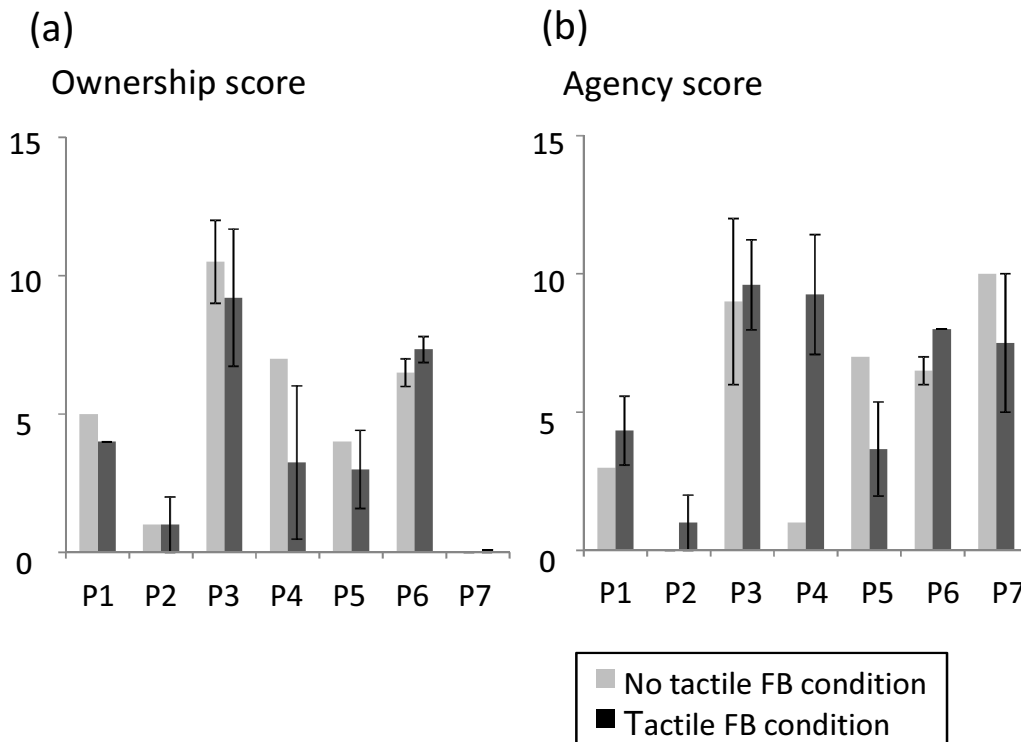 (a)
Ownership score
15
10
5
0
P1 P2 P3 P4 P5 P6 P7
(b)
Agency score
15
10
5
0
P1 P2 P3 P4 P5 P6 P7
No tactile FB condition
Tactile FB condition